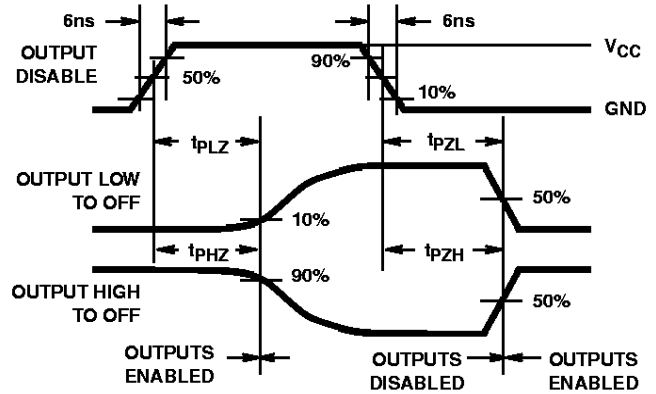 6ns
6ns
OUTPUT
DISABLE
50%
90%
10%
VCC
GND
tPLZ
tPZL
OUTPUT LOW
TO OFF
10%
50%
tPHZ
tPZH
OUTPUT HIGH
TO OFF
90%
50%
OUTPUTS
ENABLED
OUTPUTS
DISABLED
OUTPUTS
ENABLED